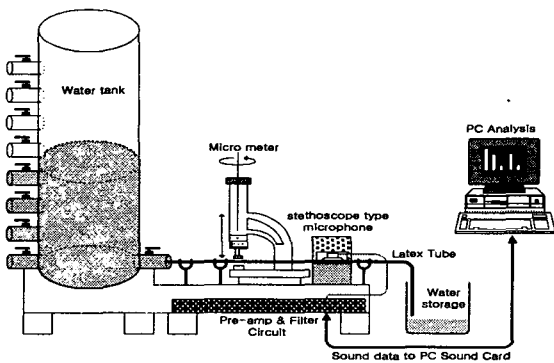 Water tank
Micro meter
PC Analysis
stethoscope type
microphone
Latex Tube
Water
storage
Pre-amp & Filter
Circuit
Sound data to PC Sound Card